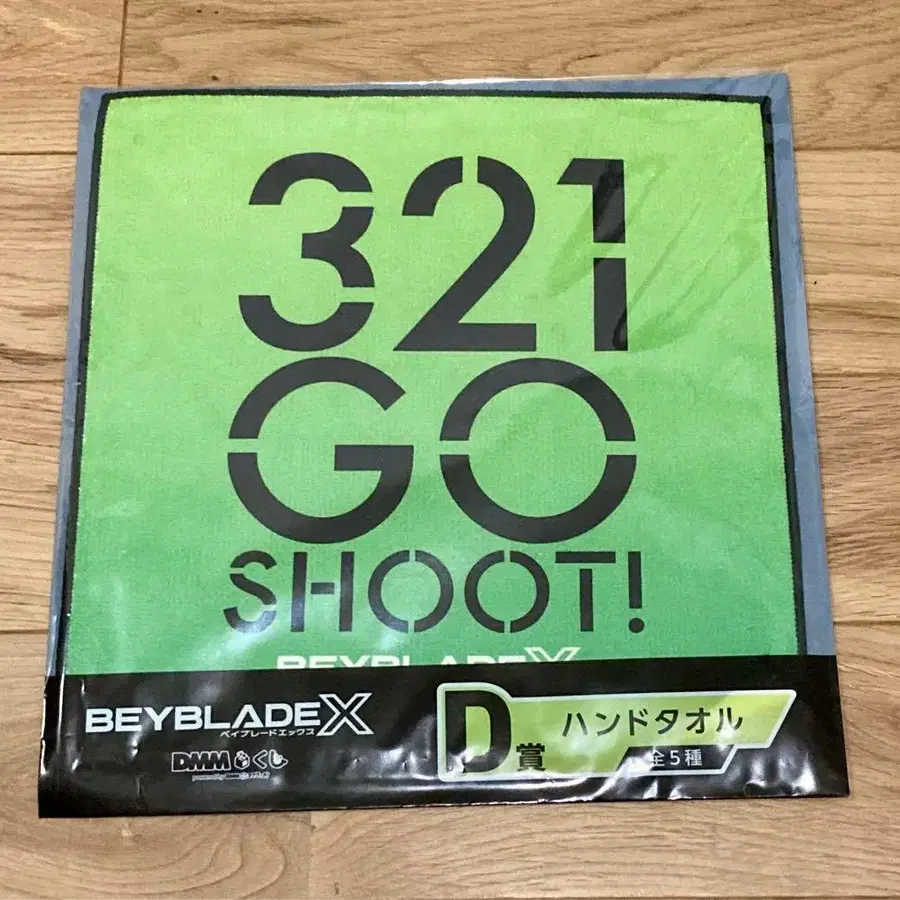 321
GO
SHOOT!
BEYBLADE X
BEYBLADE X
ベイブレードエックス
DMMくじ
D賞
ハンドタオル
全5種